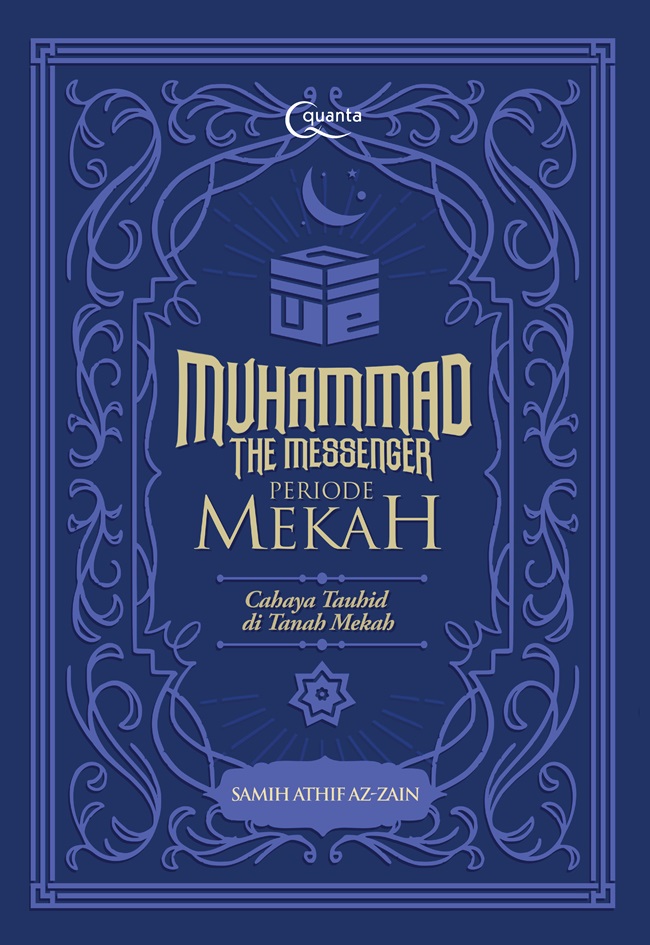 quanta
MUHAMMAD
THE MESSENGER
PERIODE
MEKAH
Cahaya Tauhid
di Tanah Mekah
SAMIH ATHIF AZ-ZAIN